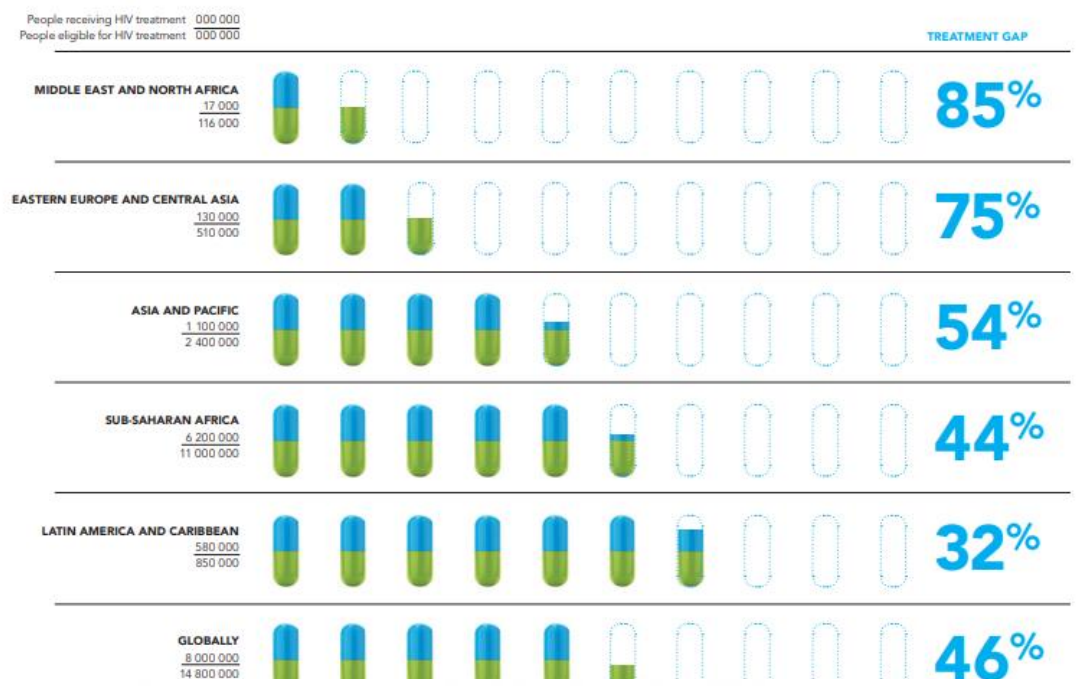 People receiving HIV treatment 000 000
People eligible for HIV treatment 000 000
TREATMENT GAP
MIDDLE EAST AND NORTH AFRICA
17 000
116 000
85%
EASTERN EUROPE AND CENTRAL ASIA
130 000
510 000
75%
ASIA AND PACIFIC
1 100 000
2 400 000
54%
SUB-SAHARAN AFRICA
6 200 000
11 000 000
44%
LATIN AMERICA AND CARIBBEAN
580 000
850 000
32%
GLOBALLY
8 000 000
14 800 000
46%